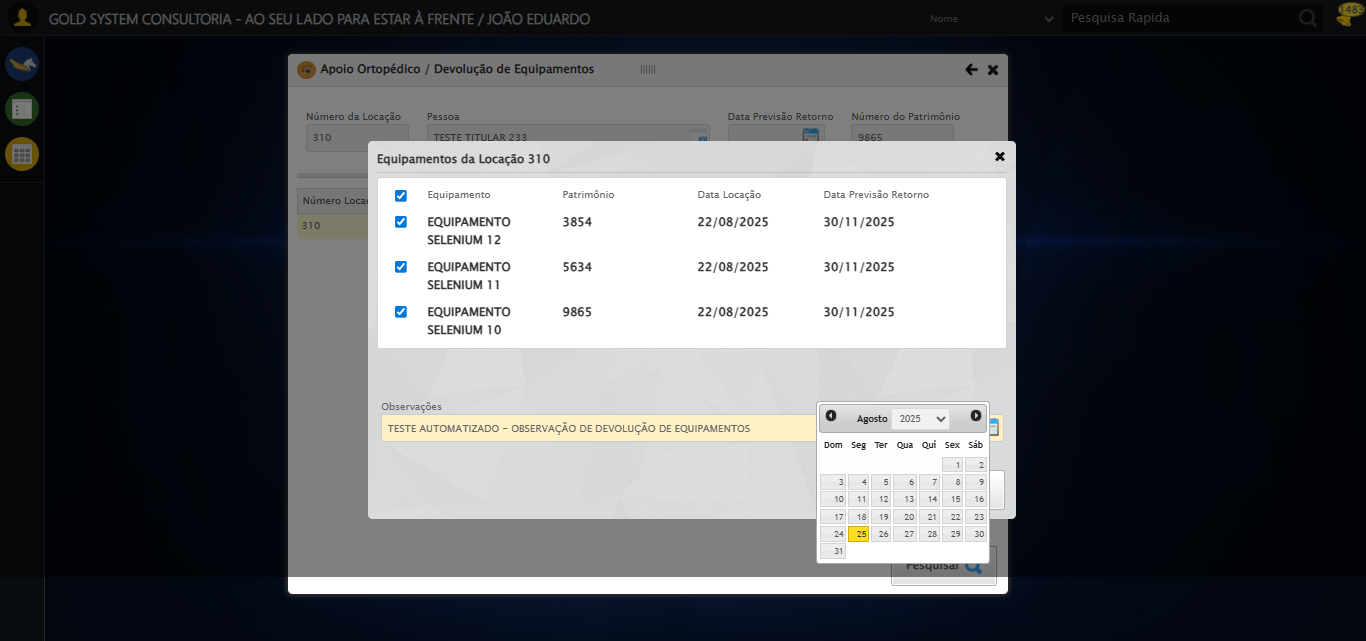 GOLD SYSTEM CONSULTORIA - AO SEU LADO PARA ESTAR À FRENTE / JOÃO EDUARDO
Nome
Pesquisa Rapida
Apoio Ortopédico / Devolução de Equipamentos
Número da Locação Pessoa Data Previsão Retorno Número do Patrimônio
310 TESTE TITULAR 233 9865
Número Loca
310
Equipamentos da Locação 310
Equipamento Patrimônio Data Locação Data Previsão Retorno
EQUIPAMENTO 3854 22/08/2025 30/11/2025
SELENIUM 12
EQUIPAMENTO 5634 22/08/2025 30/11/2025
SELENIUM 11
EQUIPAMENTO 9865 22/08/2025 30/11/2025
SELENIUM 10
Observações
TESTE AUTOMATIZADO - OBSERVAÇÃO DE DEVOLUÇÃO DE EQUIPAMENTOS
Agosto 2025
Dom Seg Ter Qua Qui Sex Sáb
1 2
3 4 5 6 7 8 9
10 11 12 13 14 15 16
17 18 19 20 21 22 23
24 25 26 27 28 29 30
31
Pesquisar